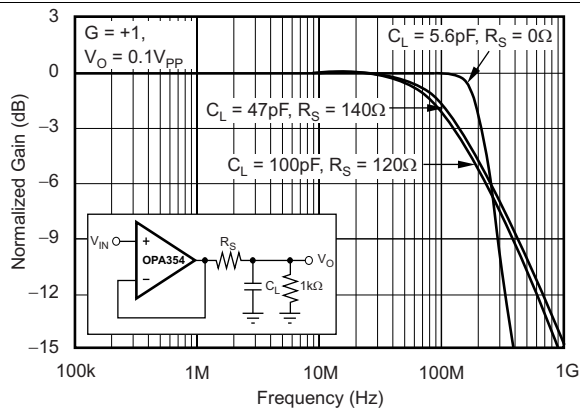 G = +1,
V_O = 0.1V_PP
C_L = 5.6pF, R_S = 0Ω
C_L = 47pF, R_S = 140Ω
C_L = 100pF, R_S = 120Ω
Normalized Gain (dB)
3
0
−3
−6
−9
−12
−15
V_IN
+
−
OPA354
R_S
V_O
C_L
1kΩ
100k
1M
10M
100M
1G
Frequency (Hz)